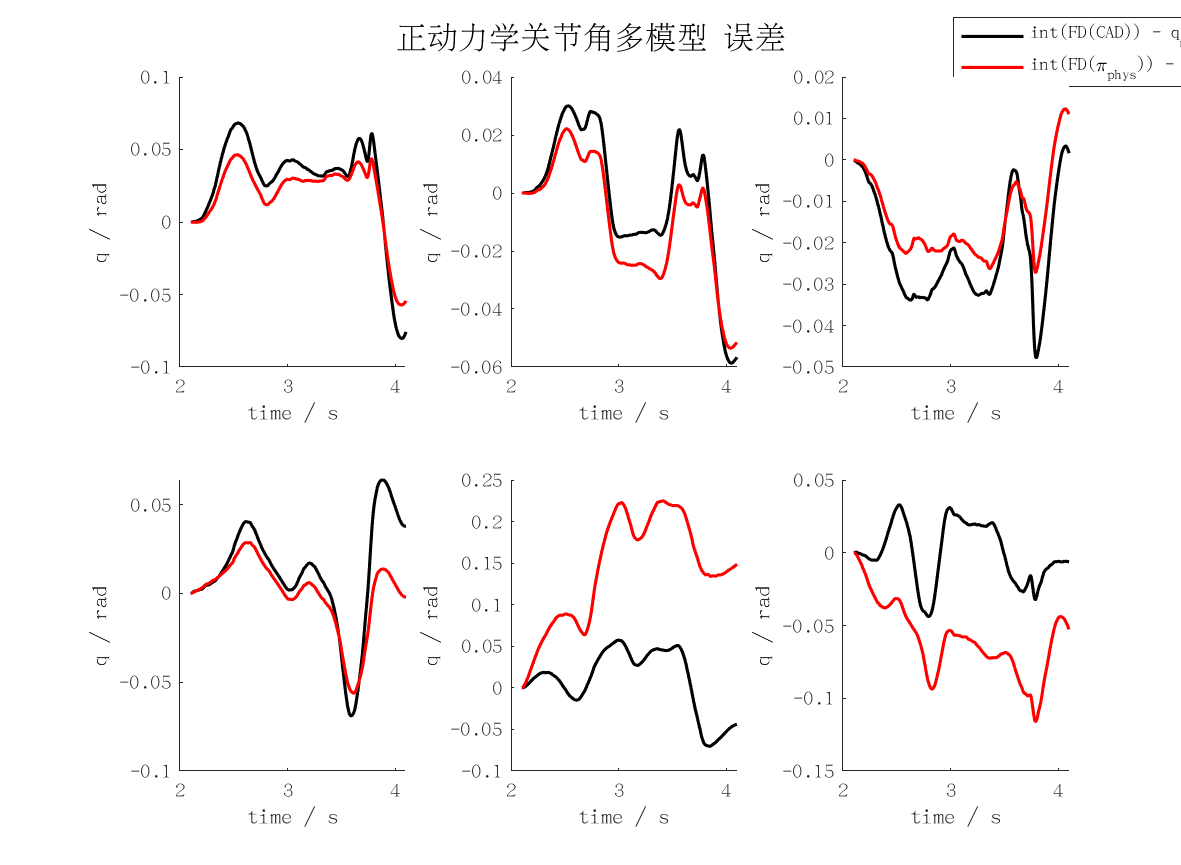 正动力学关节角多模型 误差
int(FD(CAD)) - q
int(FD(π_phys)) -
0.1
0.05
0
-0.05
-0.1
q / rad
2 3 4
time / s
0.04
0.02
0
-0.02
-0.04
-0.06
q / rad
2 3 4
time / s
0.02
0.01
0
-0.01
-0.02
-0.03
-0.04
-0.05
q / rad
2 3 4
time / s
0.05
0
-0.05
-0.1
q / rad
2 3 4
time / s
0.25
0.2
0.15
0.1
0.05
0
-0.05
-0.1
q / rad
2 3 4
time / s
0.05
0
-0.05
-0.1
-0.15
q / rad
2 3 4
time / s